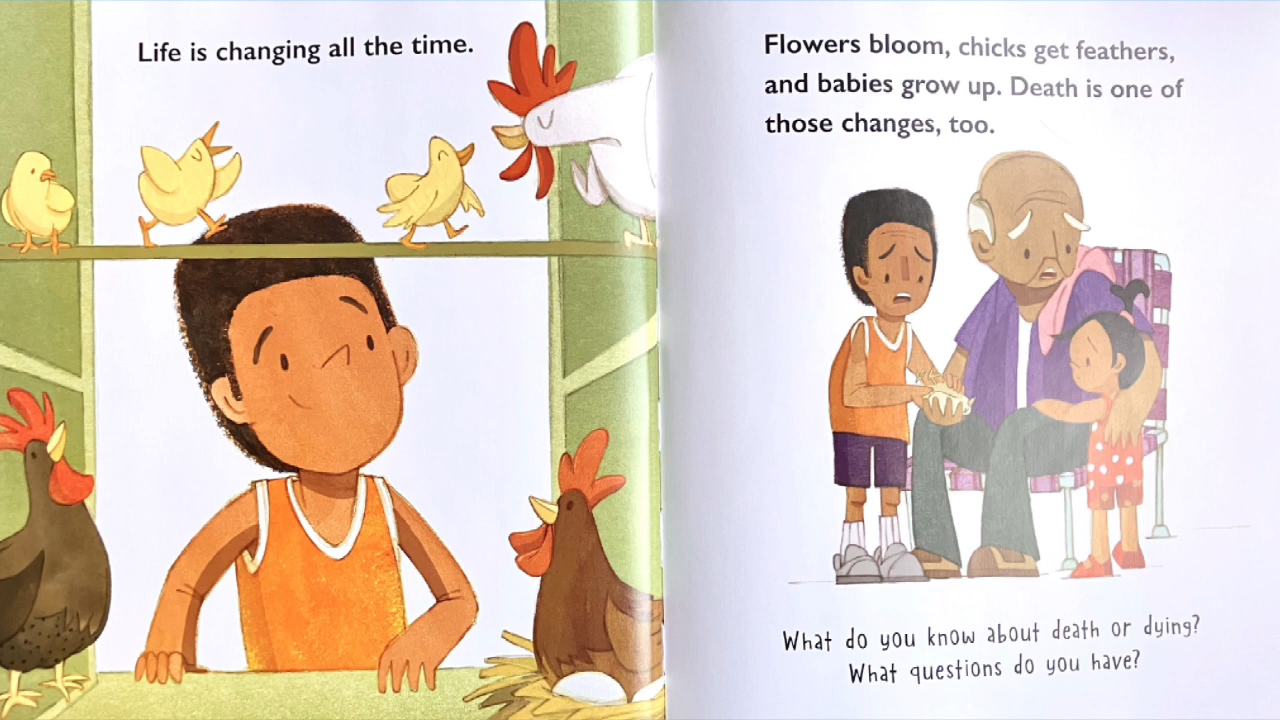 Life is changing all the time.
Flowers bloom, chicks get feathers,
and babies grow up. Death is one of
those changes, too.
What do you know about death or dying?
What questions do you have?